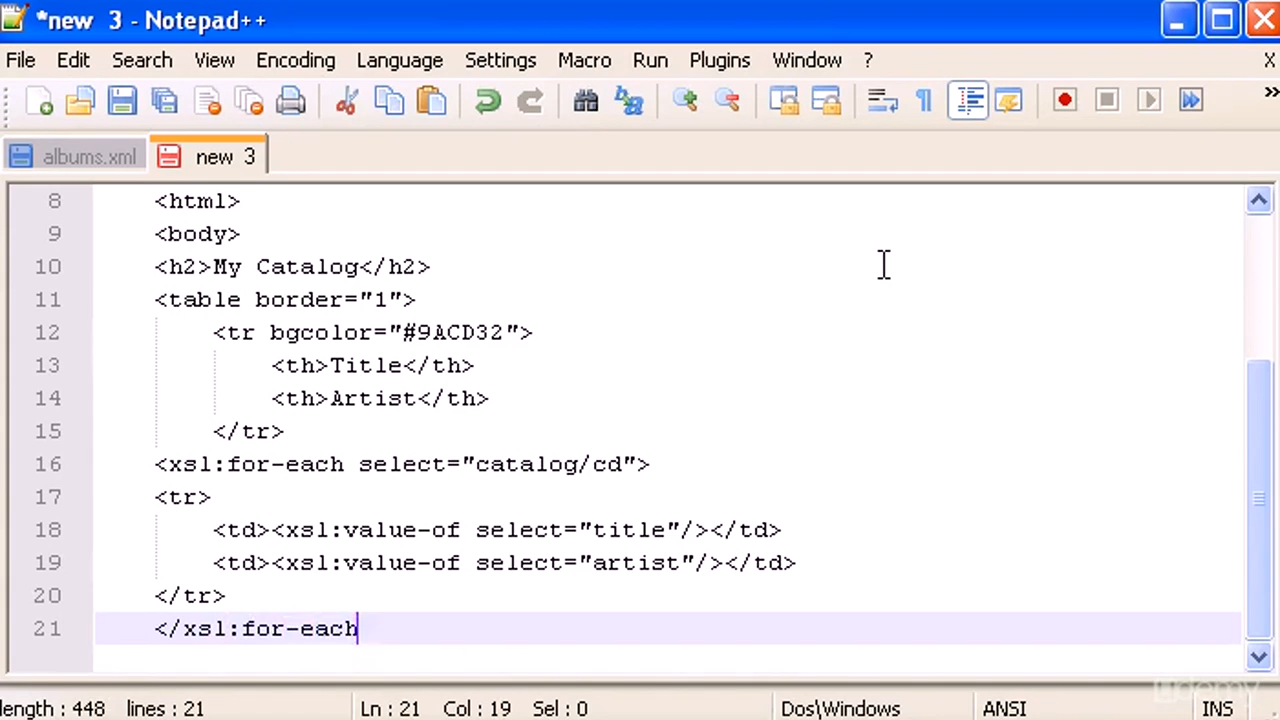 *new 3 - Notepad++
File Edit Search View Encoding Language Settings Macro Run Plugins Window ? X
albums.xml new 3
8 <html>
9 <body>
10 <h2>My Catalog</h2>
11 <table border="1">
12 <tr bgcolor="#9ACD32">
13 <th>Title</th>
14 <th>Artist</th>
15 </tr>
16 <xsl:for-each select="catalog/cd">
17 <tr>
18 <td><xsl:value-of select="title"/></td>
19 <td><xsl:value-of select="artist"/></td>
20 </tr>
21 </xsl:for-each
udemy
length : 448 lines : 21 Ln : 21 Col : 19 Sel : 0 Dos\Windows ANSI INS